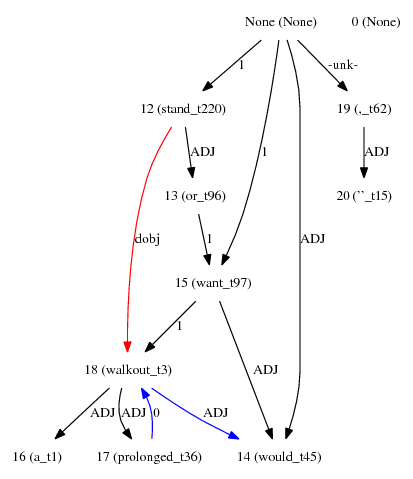 None (None) 0 (None)
1 -unk-
12 (stand_t220) 19 (,_t62)
ADJ ADJ
13 (or_t96) 20 (''_t15)
dobj 1 1 ADJ
15 (want_t97)
1 ADJ
18 (walkout_t3)
ADJ ADJ 0 ADJ
16 (a_t1) 17 (prolonged_t36) 14 (would_t45)